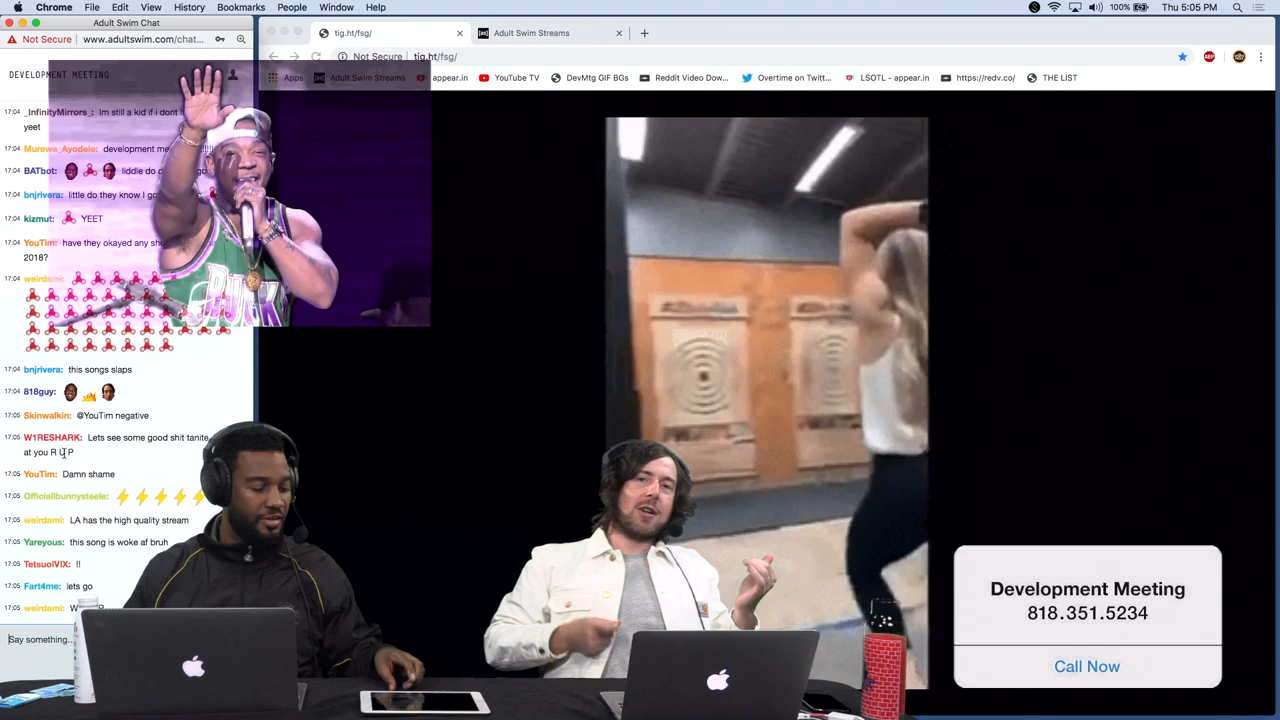 Chrome File Edit View History Bookmarks People Window Help
100% Thu 5:05 PM
Adult Swim Chat
Not Secure www.adultswim.com/chat...
DEVELOPMENT MEETING
tig.ht/fsg/
Adult Swim Streams
Not Secure tig.ht/fsg/
Apps Adult Swim Streams appear.in YouTube TV DevMtg GIF BGs Reddit Video Dow... Overtime on Twitt... LSOTL - appear.in https://redv.co/ THE LIST
17:04 _InfinityMirrors_: Im still a kid if i dont
yeet
17:04 Murewa_Ayodele: development me
17:04 BATbot: liddle do
17:04 bnjrivera: little do they know I go
17:04 kizmut: YEET
17:04 YouTim: have they okayed any sho
2018?
17:04 weirdami:
17:04 bnjrivera: this songs slaps
17:04 818guy:
17:05 Skinwalkin: @YouTim negative
17:05 W1RESHARK: Lets see some good shit tanite
at you R U P
17:05 YouTim: Damn shame
17:05 Officiallbunnysteele:
17:05 weirdami: LA has the high quality stream
17:05 Yareyous: this song is woke af bruh
17:05 TetsuolVIX: !!
17:05 Fart4me: lets go
17:05 weirdami:
Say something...
BUCK
Development Meeting
818.351.5234
Call Now